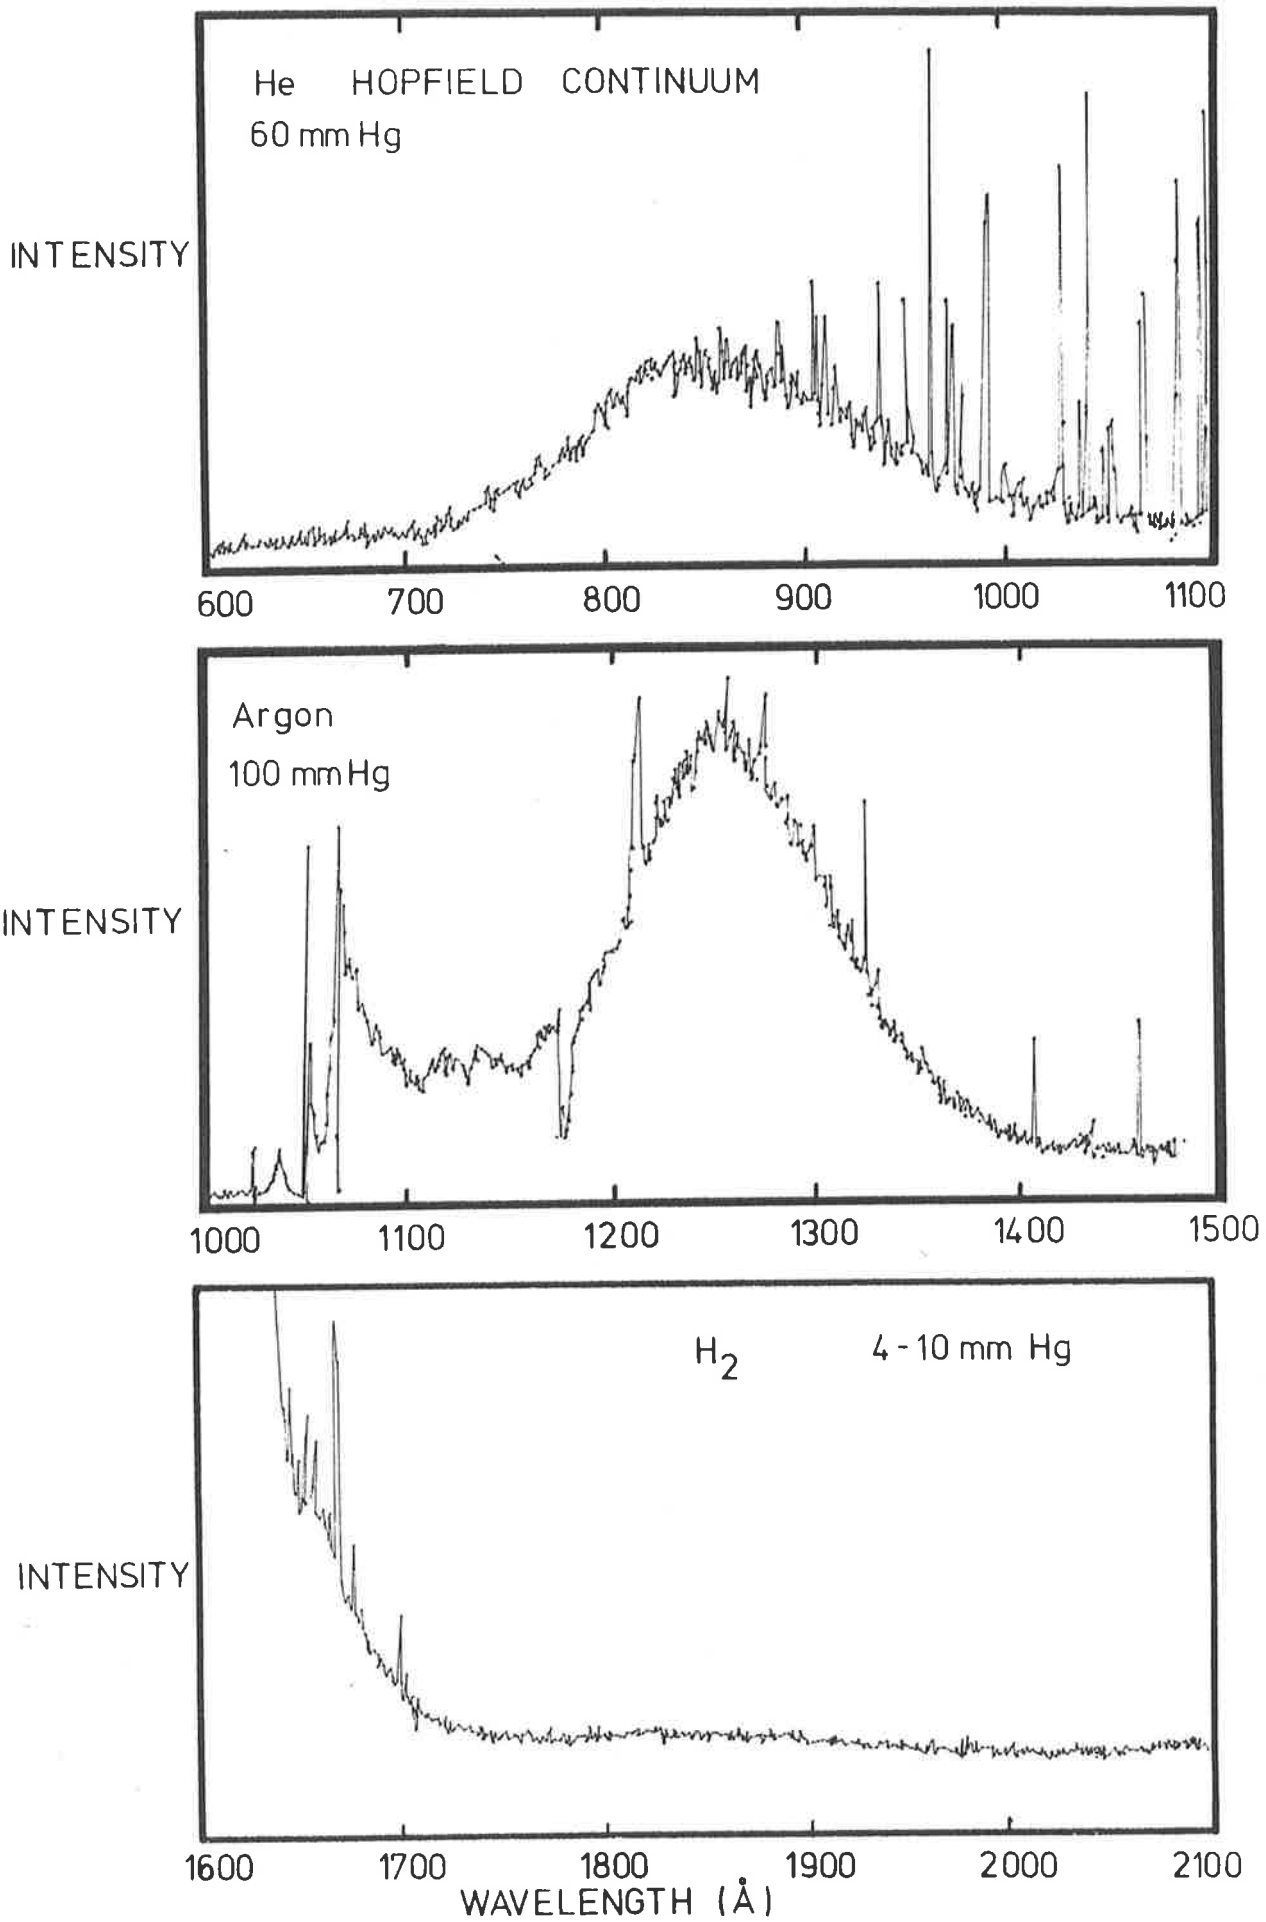 He HOPFIELD CONTINUUM
60 mm Hg
INTENSITY
600 700 800 900 1000 1100
Argon
100 mm Hg
INTENSITY
1000 1100 1200 1300 1400 1500
H2 4-10 mm Hg
INTENSITY
1600 1700 1800 1900 2000 2100
WAVELENGTH (Å)